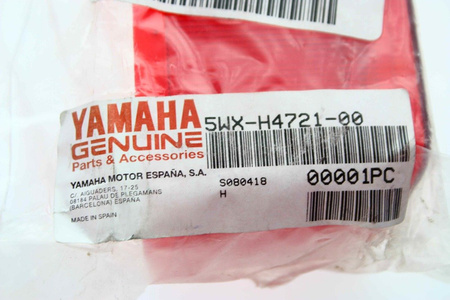 YAMAHA
GENUINE
Parts & Accessories
YAMAHA MOTOR ESPAÑA, S.A.
C/ AIGUADERS, 17-25
08184 PALAU DE PLEGAMANS
(BARCELONA) ESPAÑA
MADE IN SPAIN
5WX-H4721-00
S080418
H
00001PC